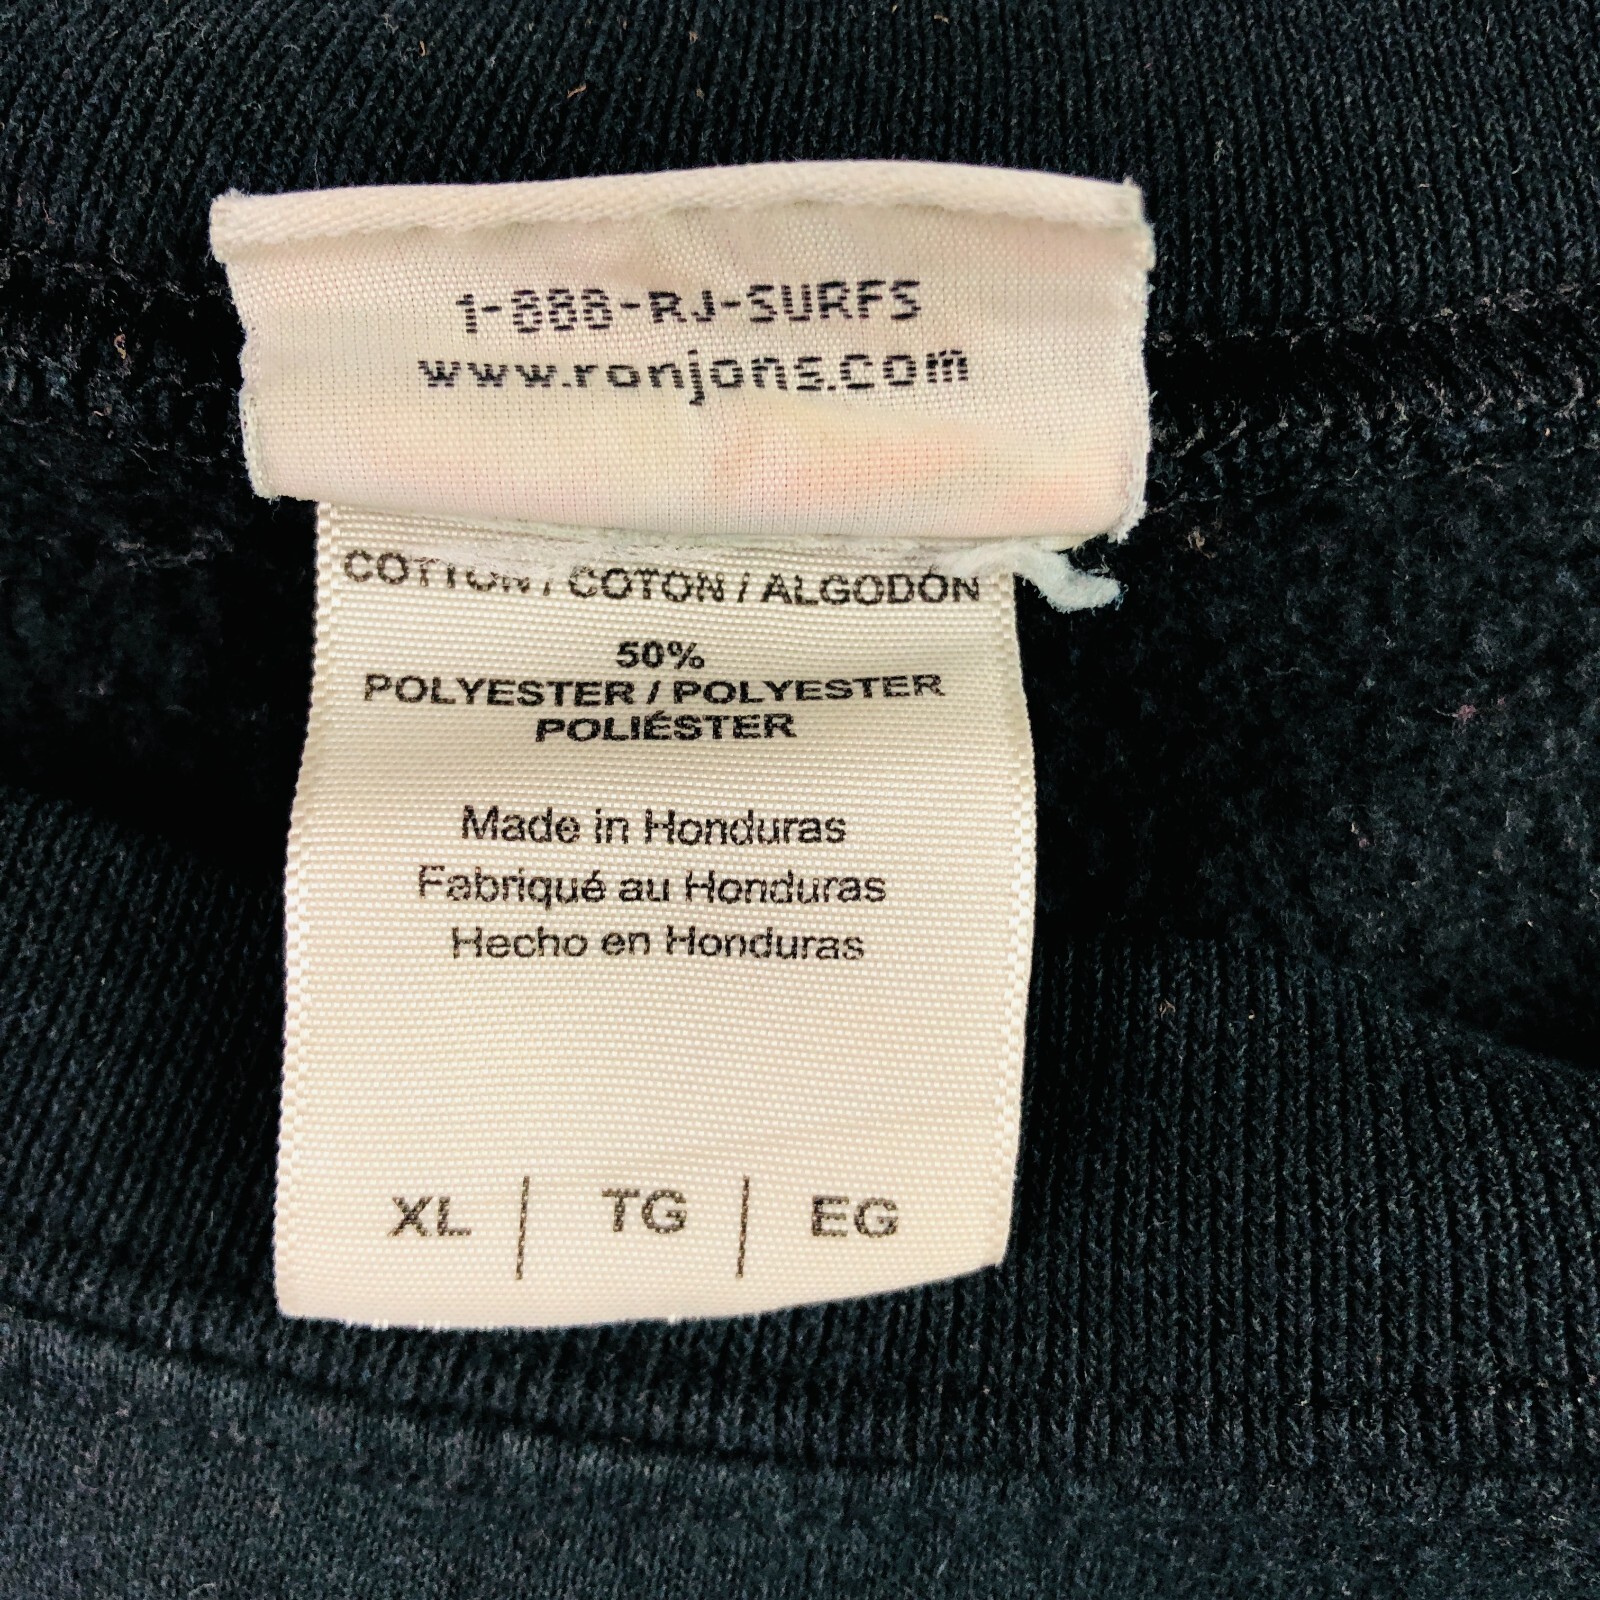 1-888-RJ-SURFS
www.ronjons.com
COTTON / COTON / ALGODÓN
50%
POLYESTER / POLYESTER
POLIÉSTER
Made in Honduras
Fabriqué au Honduras
Hecho en Honduras
XL | TG | EG